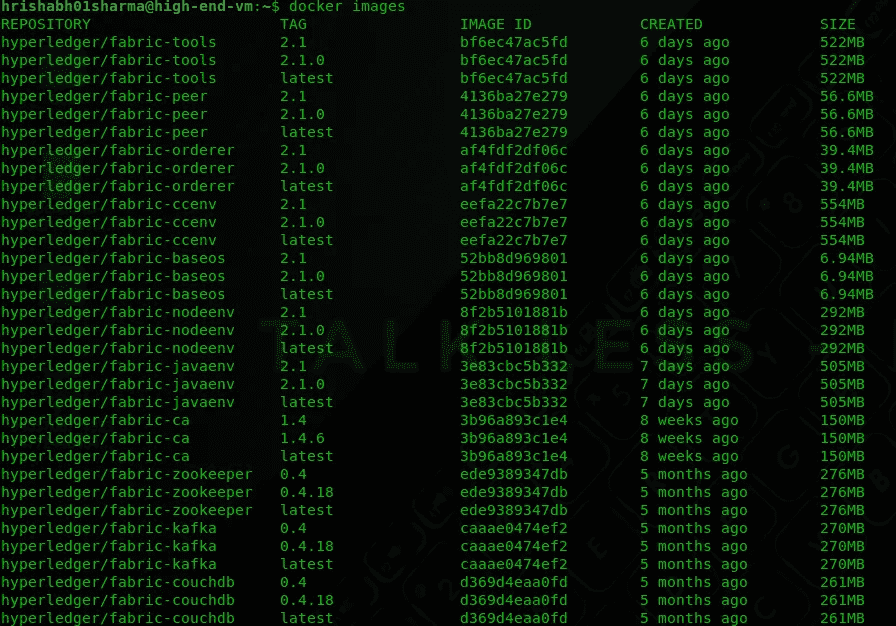 hrishabh01sharma@high-end-vm:~$ docker images
REPOSITORY TAG IMAGE ID CREATED SIZE
hyperledger/fabric-tools 2.1 bf6ec47ac5fd 6 days ago 522MB
hyperledger/fabric-tools 2.1.0 bf6ec47ac5fd 6 days ago 522MB
hyperledger/fabric-tools latest bf6ec47ac5fd 6 days ago 522MB
hyperledger/fabric-peer 2.1 4136ba27e279 6 days ago 56.6MB
hyperledger/fabric-peer 2.1.0 4136ba27e279 6 days ago 56.6MB
hyperledger/fabric-peer latest 4136ba27e279 6 days ago 56.6MB
hyperledger/fabric-orderer 2.1 af4fdf2df06c 6 days ago 39.4MB
hyperledger/fabric-orderer 2.1.0 af4fdf2df06c 6 days ago 39.4MB
hyperledger/fabric-orderer latest af4fdf2df06c 6 days ago 39.4MB
hyperledger/fabric-ccenv 2.1 eefa22c7b7e7 6 days ago 554MB
hyperledger/fabric-ccenv 2.1.0 eefa22c7b7e7 6 days ago 554MB
hyperledger/fabric-ccenv latest eefa22c7b7e7 6 days ago 554MB
hyperledger/fabric-baseos 2.1 52bb8d969801 6 days ago 6.94MB
hyperledger/fabric-baseos 2.1.0 52bb8d969801 6 days ago 6.94MB
hyperledger/fabric-baseos latest 52bb8d969801 6 days ago 6.94MB
hyperledger/fabric-nodeenv 2.1 8f2b5101881b 6 days ago 292MB
hyperledger/fabric-nodeenv 2.1.0 8f2b5101881b 6 days ago 292MB
hyperledger/fabric-nodeenv latest 8f2b5101881b 6 days ago 292MB
hyperledger/fabric-javaenv 2.1 3e83cbc5b332 7 days ago 505MB
hyperledger/fabric-javaenv 2.1.0 3e83cbc5b332 7 days ago 505MB
hyperledger/fabric-javaenv latest 3e83cbc5b332 7 days ago 505MB
hyperledger/fabric-ca 1.4 3b96a893c1e4 8 weeks ago 150MB
hyperledger/fabric-ca 1.4.6 3b96a893c1e4 8 weeks ago 150MB
hyperledger/fabric-ca latest 3b96a893c1e4 8 weeks ago 150MB
hyperledger/fabric-zookeeper 0.4 ede9389347db 5 months ago 276MB
hyperledger/fabric-zookeeper 0.4.18 ede9389347db 5 months ago 276MB
hyperledger/fabric-zookeeper latest ede9389347db 5 months ago 276MB
hyperledger/fabric-kafka 0.4 caaae0474ef2 5 months ago 270MB
hyperledger/fabric-kafka 0.4.18 caaae0474ef2 5 months ago 270MB
hyperledger/fabric-kafka latest caaae0474ef2 5 months ago 270MB
hyperledger/fabric-couchdb 0.4 d369d4eaa0fd 5 months ago 261MB
hyperledger/fabric-couchdb 0.4.18 d369d4eaa0fd 5 months ago 261MB
hyperledger/fabric-couchdb latest d369d4eaa0fd 5 months ago 261MB